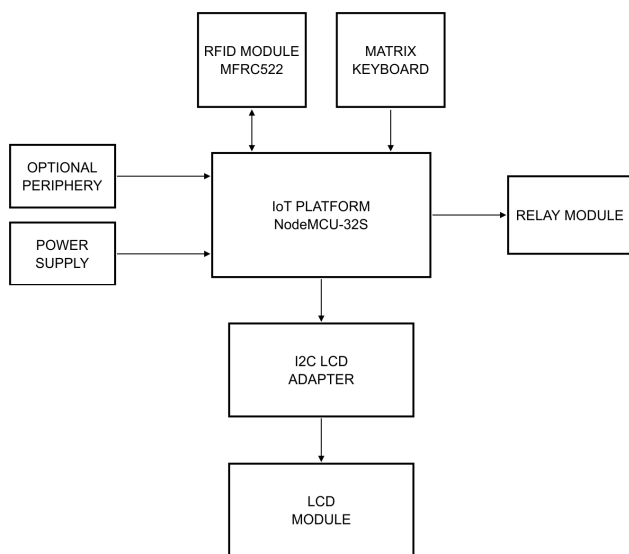 RFID MODULE
MFRC522
MATRIX
KEYBOARD
OPTIONAL
PERIPHERY
IoT PLATFORM
NodeMCU-32S
RELAY MODULE
POWER
SUPPLY
I2C LCD
ADAPTER
LCD
MODULE